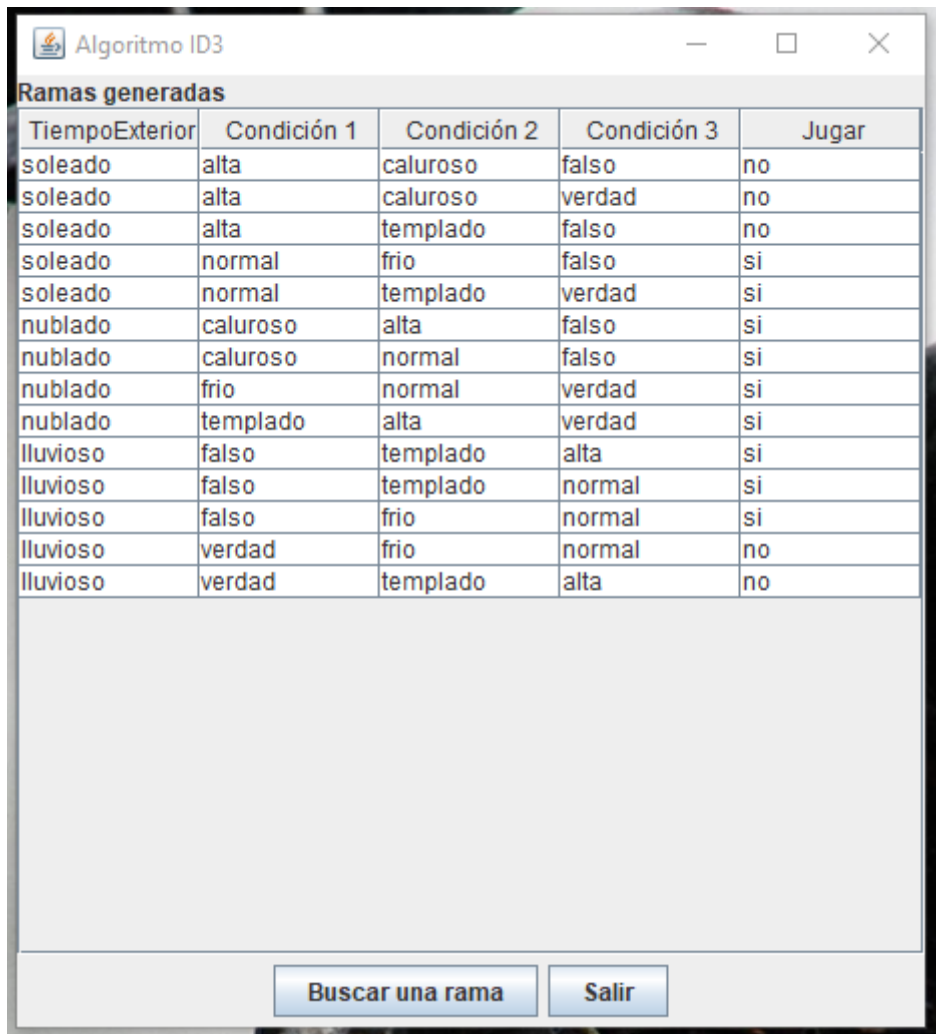 Algoritmo ID3
Ramas generadas
TiempoExterior Condición 1 Condición 2 Condición 3 Jugar
soleado alta caluroso falso no
soleado alta caluroso verdad no
soleado alta templado falso no
soleado normal frio falso si
soleado normal templado verdad si
nublado caluroso alta falso si
nublado caluroso normal falso si
nublado frio normal verdad si
nublado templado alta verdad si
lluvioso falso templado alta si
lluvioso falso templado normal si
lluvioso falso frio normal si
lluvioso verdad frio normal no
lluvioso verdad templado alta no
Buscar una rama Salir